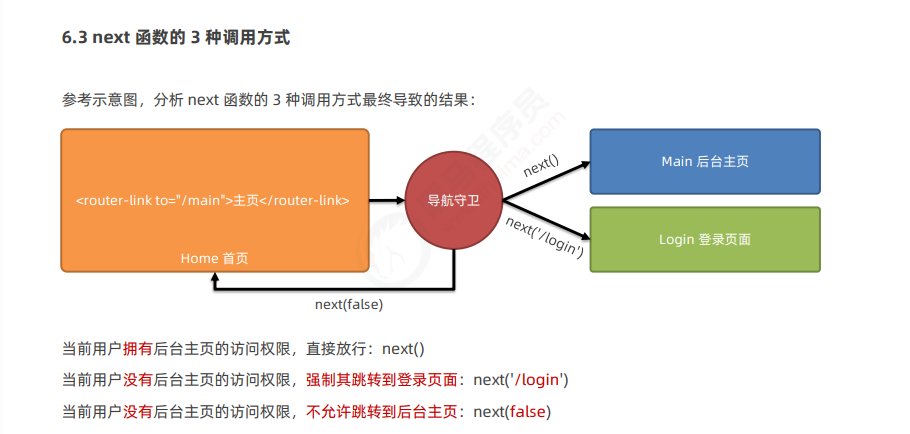 6.3 next 函数的 3 种调用方式
参考示意图，分析 next 函数的 3 种调用方式最终导致的结果：
<router-link to="/main">主页</router-link>
Home 首页
导航守卫
next()
Main 后台主页
next('/login')
Login 登录页面
next(false)
当前用户拥有后台主页的访问权限，直接放行：next()
当前用户没有后台主页的访问权限，强制其跳转到登录页面：next('/login')
当前用户没有后台主页的访问权限，不允许跳转到后台主页：next(false)